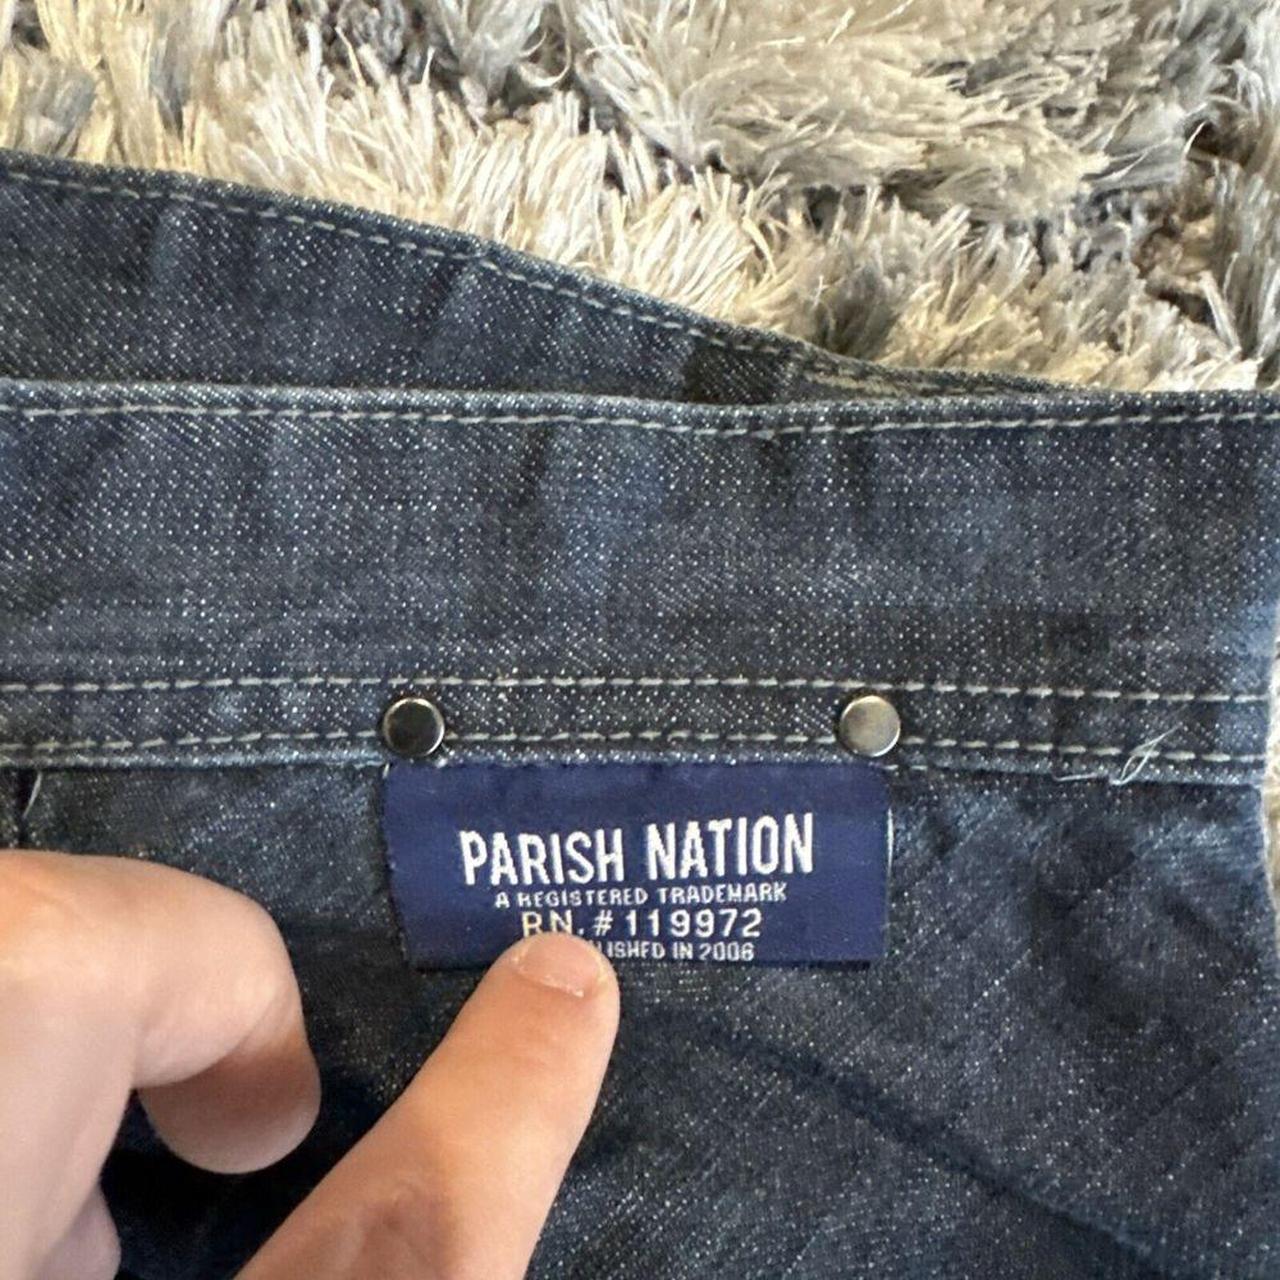 PARISH NATION
A REGISTERED TRADEMARK
RN. # 119972
IN 2006